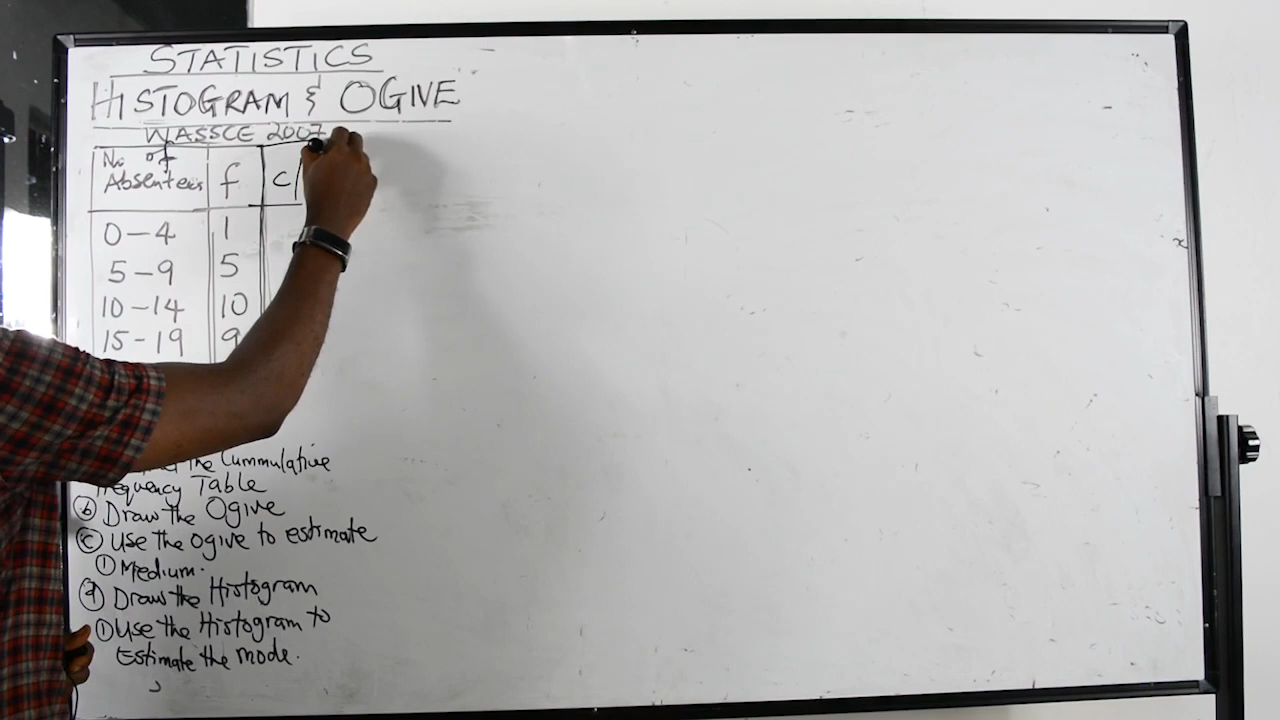 STATISTICS
HISTOGRAM & OGIVE
WASSCE 2007
No of
Absentees f c
0-4 1
5-9 5
10-14 10
15-19 9
the Cummulative
frequency Table
(b) Draw the Ogive
(c) Use the ogive to estimate
(1) Medium.
(d) Draw the Histogram
(1) Use the Histogram to
Estimate the mode.